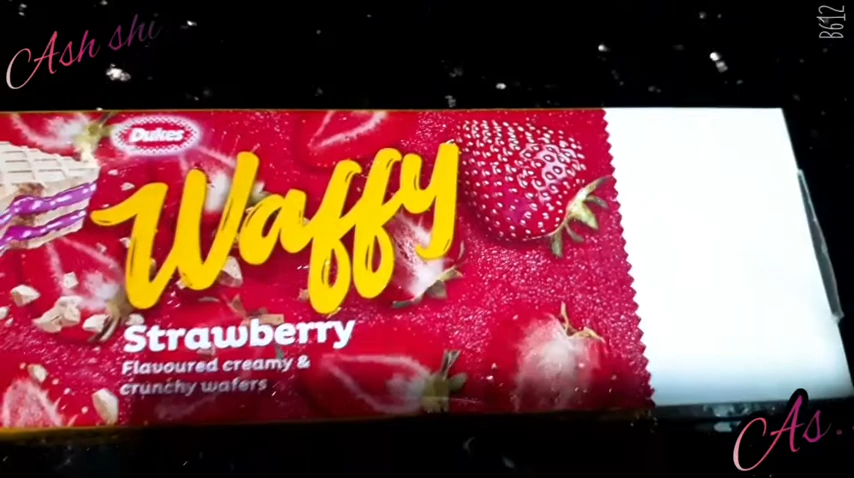 Ash shi
B612
Dukes
Waffy
Strawberry
Flavoured creamy &
crunchy wafers
As.